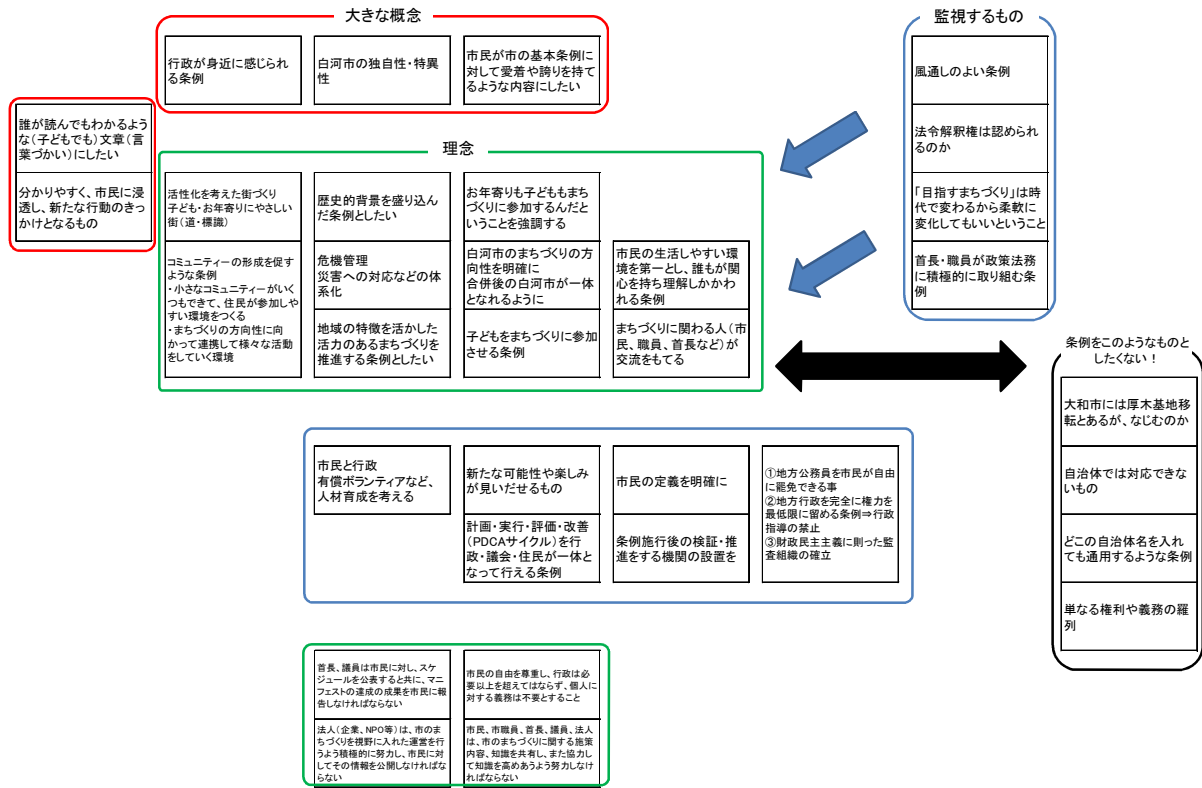 大きな概念
行政が身近に感じられ
る条例
白河市の独自性・特異
性
市民が市の基本条例に
対して愛着や誇りを持て
るような内容にしたい
誰が読んでもわかるよう
な(子どもでも)文章(言
葉づかい)にしたい
分かりやすく、市民に浸
透し、新たな行動のきっ
かけとなるもの
監視するもの
風通しのよい条例
法令解釈権は認められ
るのか
「目指すまちづくり」は時
代で変わるから柔軟に
変化してもいいということ
首長・職員が政策法務
に積極的に取り組む条
例
理念
活性化を考えた街づくり
子ども・お年寄りにやさしい
街(道・標識)
歴史的背景を盛り込ん
だ条例としたい
お年寄りも子どももまち
づくりに参加するんだと
いうことを強調する
コミュニティーの形成を促す
ような条例
・小さなコミュニティーがいく
つもできて、住民が参加しや
すい環境をつくる
・まちづくりの方向性に向
かって連携して様々な活動
をしていく環境
危機管理
災害への対応などの体
系化
白河市のまちづくりの方
向性を明確に
合併後の白河市が一体
となれるように
市民の生活しやすい環
境を第一とし、誰もが関
心を持ち理解しかかわ
れる条例
地域の特徴を活かした
活力のあるまちづくりを
推進する条例としたい
子どもをまちづくりに参加
させる条例
まちづくりに関わる人(市
民、職員、首長など)が
交流をもてる
条例をこのようなものと
したくない!
大和市には厚木基地移
転とあるが、なじむのか
自治体では対応できな
いもの
どこの自治体名を入れ
ても通用するような条例
単なる権利や義務の羅
列
市民と行政
有償ボランティアなど、
人材育成を考える
新たな可能性や楽しみ
が見いだせるもの
市民の定義を明確に
①地方公務員を市民が自由
に罷免できる事
②地方行政を完全に権力を
最低限に留める条例⇒行政
指導の禁止
③財政民主主義に則った監
査組織の確立
計画・実行・評価・改善
(PDCAサイクル)を行
政・議会・住民が一体と
なって行える条例
条例施行後の検証・推
進をする機関の設置を
首長、議員は市民に対し、スケ
ジュールを公表すると共に、マニ
フェストの達成の成果を市民に報
告しなければならない
市民の自由を尊重し、行政は必
要以上を超えてはならず、個人に
対する義務は不要とすること
法人(企業、NPO等)は、市のま
ちづくりを視野に入れた運営を行
うよう積極的に努力し、市民に対
してその情報を公開しなければな
らない
市民、市職員、首長、議員、法人
は、市のまちづくりに関する施策
内容、知識を共有し、また協力し
て知識を高めあうよう努力しなけ
ればならない